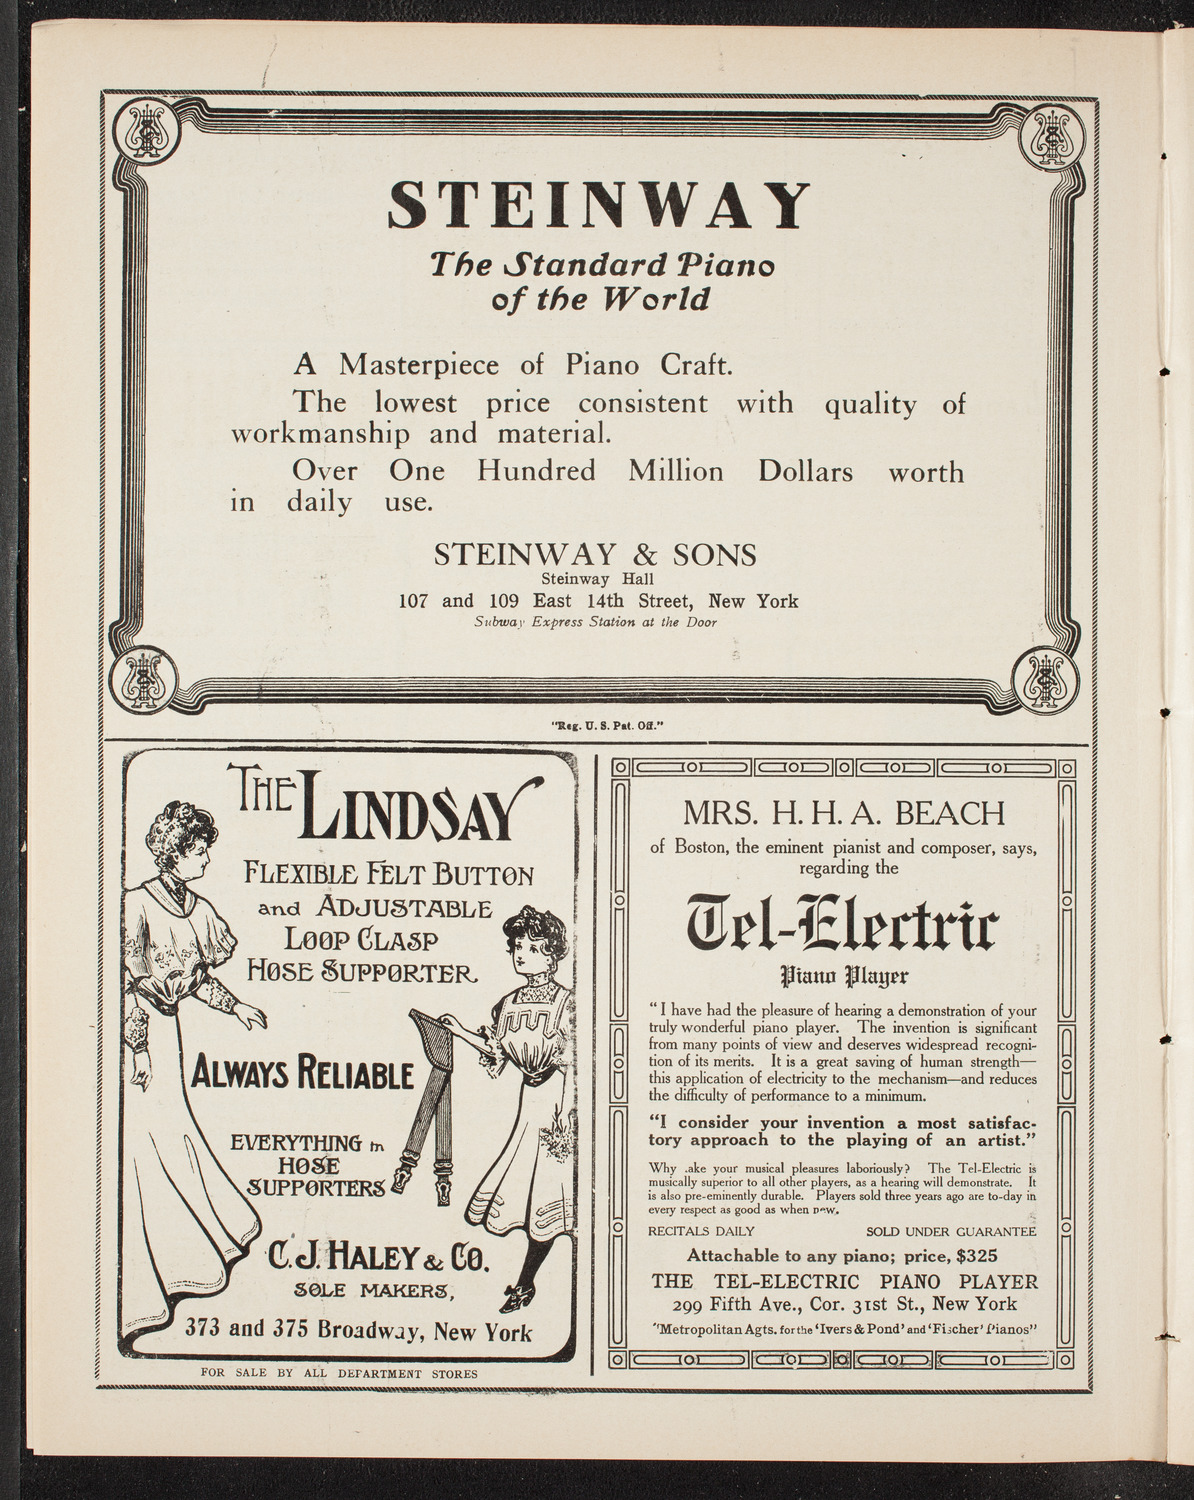 STEINWAY
The Standard Piano
of the World
A Masterpiece of Piano Craft.
The lowest price consistent with quality of
workmanship and material.
Over One Hundred Million Dollars worth
in daily use.
STEINWAY & SONS
Steinway Hall
107 and 109 East 14th Street, New York
Subway Express Station at the Door
"Reg. U. S. Pat. Off."
THE LINDSAY
FLEXIBLE FELT BUTTON
and ADJUSTABLE
LOOP CLASP
HOSE SUPPORTER.
ALWAYS RELIABLE
EVERYTHING in
HOSE
SUPPORTERS
C. J. HALEY & CO.
SOLE MAKERS,
373 and 375 Broadway, New York
FOR SALE BY ALL DEPARTMENT STORES
MRS. H. H. A. BEACH
of Boston, the eminent pianist and composer, says,
regarding the
Tel-Electric
Piano Player
"I have had the pleasure of hearing a demonstration of your
truly wonderful piano player. The invention is significant
from many points of view and deserves widespread recogni-
tion of its merits. It is a great saving of human strength—
this application of electricity to the mechanism—and reduces
the difficulty of performance to a minimum.
"I consider your invention a most satisfac-
tory approach to the playing of an artist."
Why .ake your musical pleasures laboriously? The Tel-Electric is
musically superior to all other players, as a hearing will demonstrate. It
is also pre-eminently durable. Players sold three years ago are to-day in
every respect as good as when new.
RECITALS DAILY SOLD UNDER GUARANTEE
Attachable to any piano; price, $325
THE TEL-ELECTRIC PIANO PLAYER
299 Fifth Ave., Cor. 31st St., New York
"Metropolitan Agts. for the 'Ivers & Pond' and 'Fischer' Pianos"